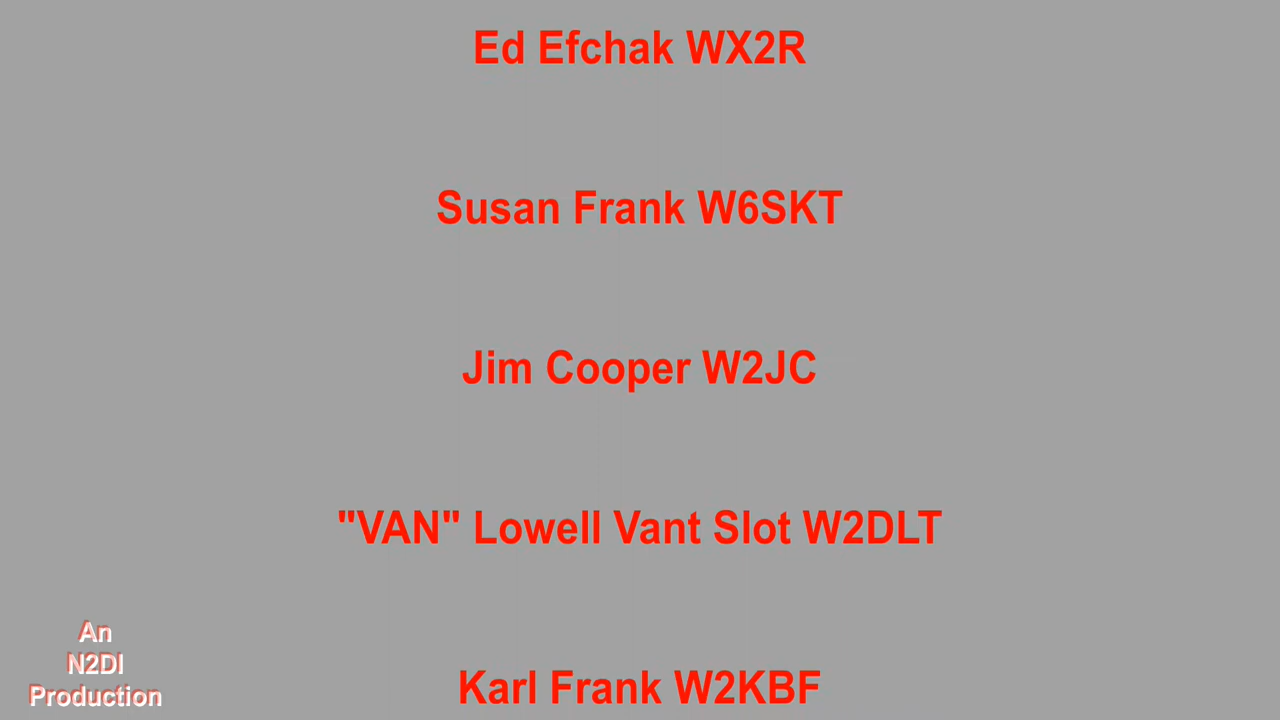 Ed Efchak WX2R
Susan Frank W6SKT
Jim Cooper W2JC
"VAN" Lowell Vant Slot W2DLT
Karl Frank W2KBF
An
N2DI
Production